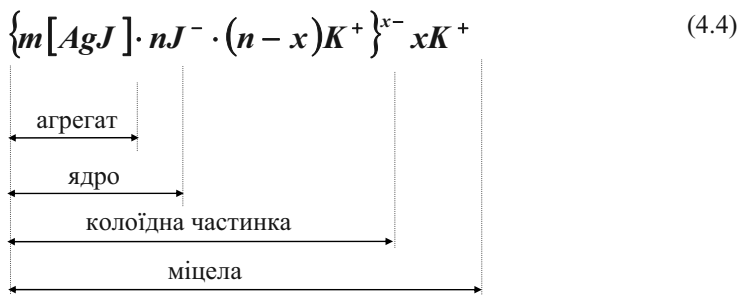 {m[AgJ]·nJ⁻·(n − x)K⁺}ˣ⁻ xK⁺ (4.4)
агрегат
ядро
колоїдна частинка
міцела